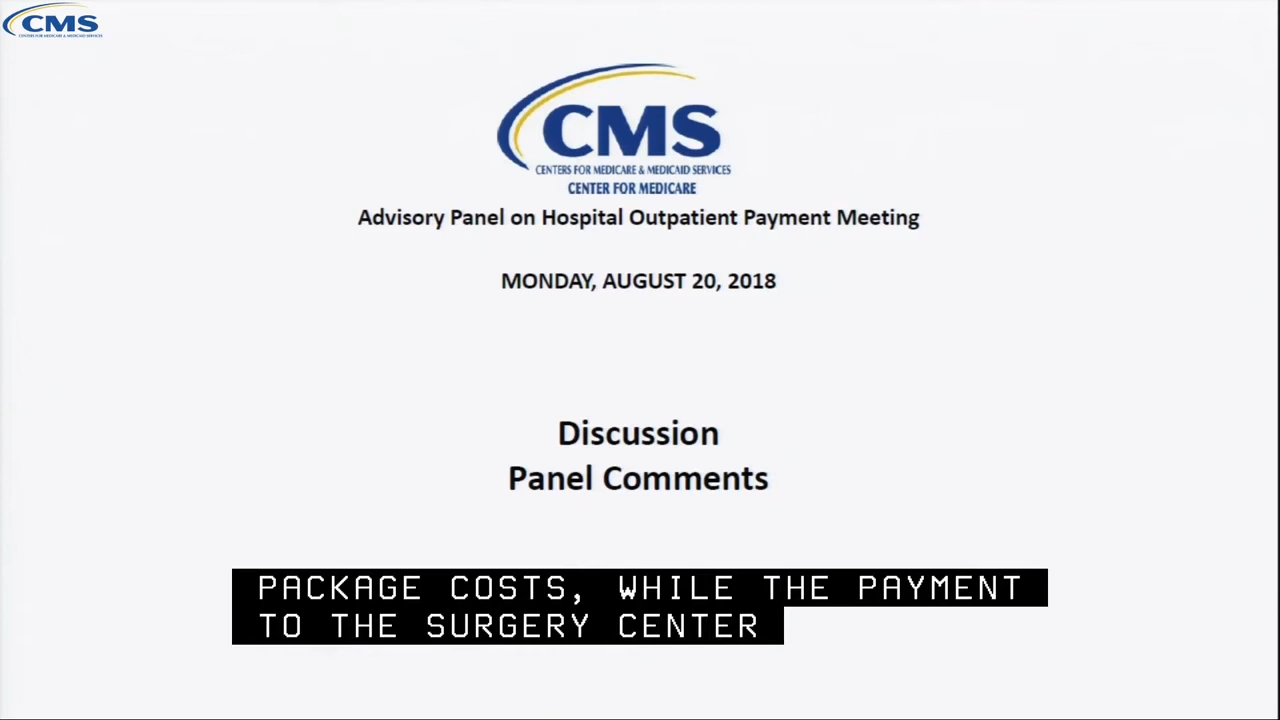 CMS
CENTERS FOR MEDICARE & MEDICAID SERVICES
CMS
CENTERS FOR MEDICARE & MEDICAID SERVICES
CENTER FOR MEDICARE
Advisory Panel on Hospital Outpatient Payment Meeting
MONDAY, AUGUST 20, 2018
Discussion
Panel Comments
PACKAGE COSTS, WHILE THE PAYMENT
TO THE SURGERY CENTER